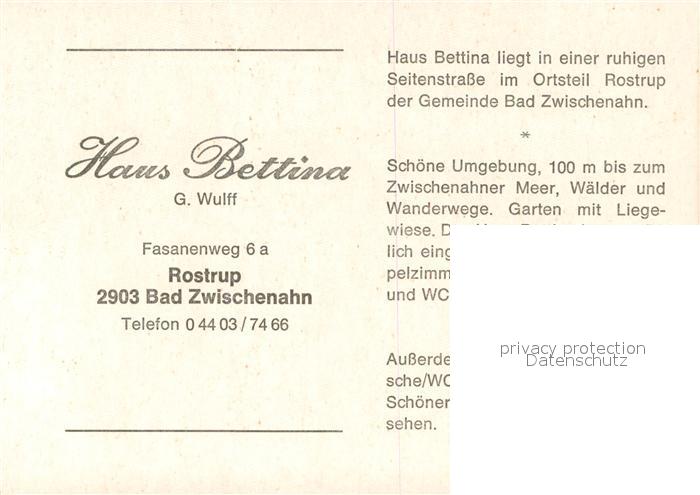 Haus Bettina
G. Wulff
Fasanenweg 6 a
Rostrup
2903 Bad Zwischenahn
Telefon 0 44 03 / 74 66
Haus Bettina liegt in einer ruhigen
Seitenstraße im Ortsteil Rostrup
der Gemeinde Bad Zwischenahn.
*
Schöne Umgebung, 100 m bis zum
Zwischenahner Meer, Wälder und
Wanderwege. Garten mit Liege-
wiese.
lich
und WC
sche/WC
sehen.
privacy protection
Datenschutz